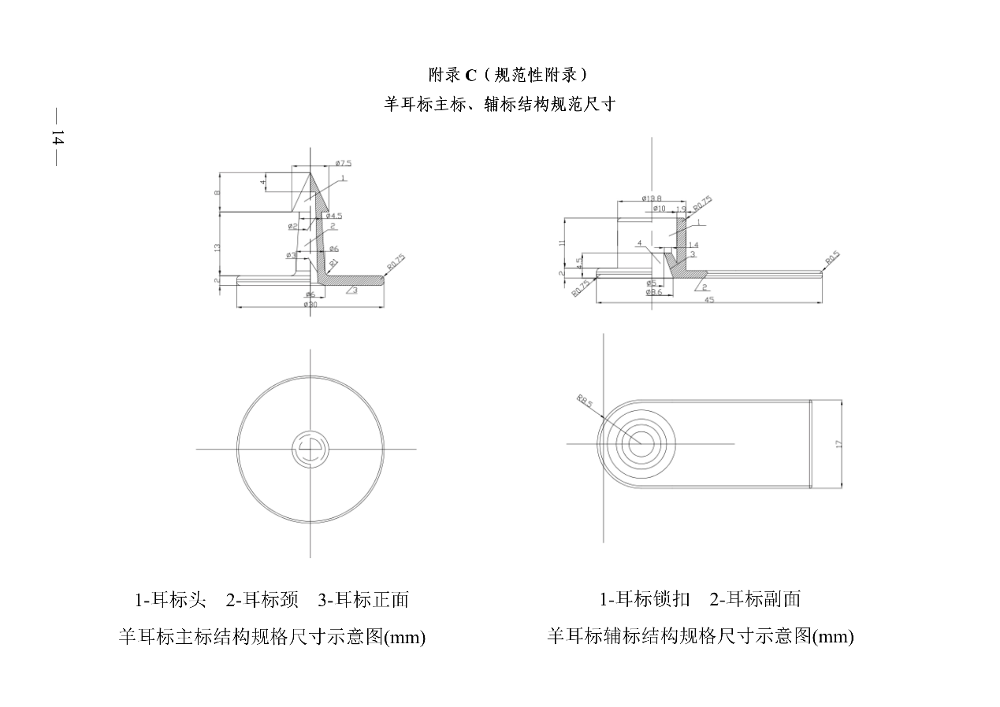 附录 C（规范性附录）
羊耳标主标、辅标结构规范尺寸
— 14 —
ø7.5
4
1
8
ø4.5
ø2
2
13
ø6
ø3
R1
R0.75
2
3
ø6
ø30
ø13.8
ø10
1.9
R0.75
1
11
4
1.4
4.5
3
R0.5
2
ø5
R0.75
ø8.6
2
45
R8.5
17
1-耳标头 2-耳标颈 3-耳标正面
羊耳标主标结构规格尺寸示意图(mm)
1-耳标锁扣 2-耳标副面
羊耳标辅标结构规格尺寸示意图(mm)